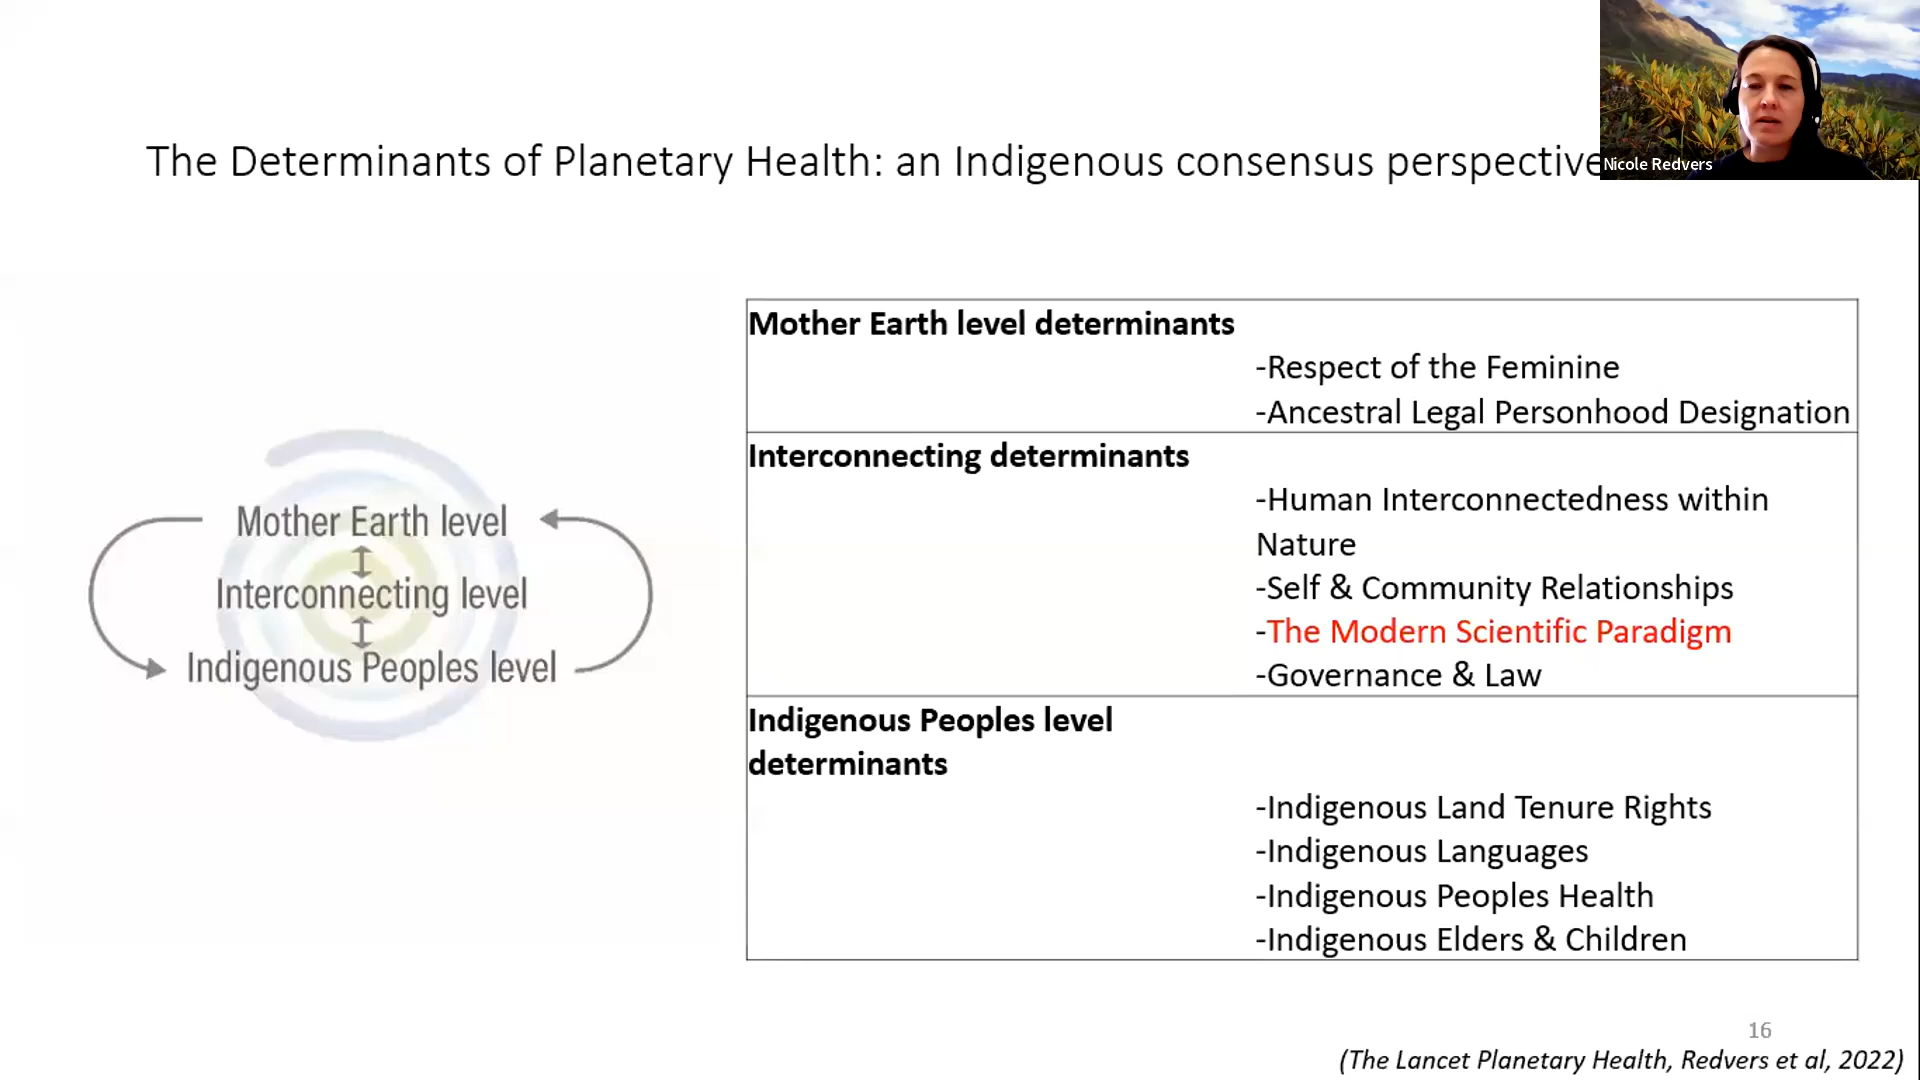 Nicole Redvers
The Determinants of Planetary Health: an Indigenous consensus perspective
Mother Earth level
Interconnecting level
Indigenous Peoples level
Mother Earth level determinants
-Respect of the Feminine
-Ancestral Legal Personhood Designation
Interconnecting determinants
-Human Interconnectedness within
Nature
-Self & Community Relationships
-The Modern Scientific Paradigm
-Governance & Law
Indigenous Peoples level
determinants
-Indigenous Land Tenure Rights
-Indigenous Languages
-Indigenous Peoples Health
-Indigenous Elders & Children
16
(The Lancet Planetary Health, Redvers et al, 2022)